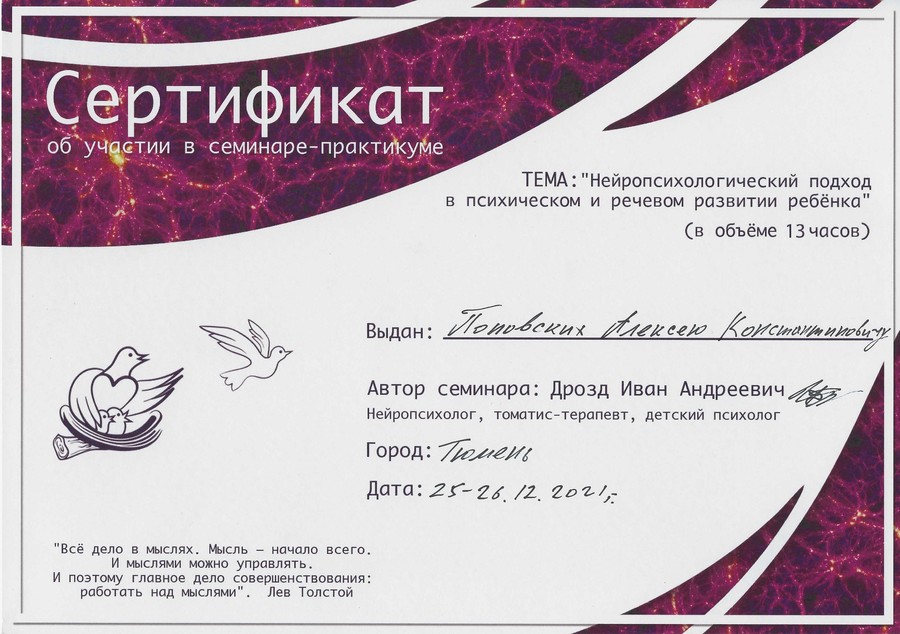 Сертификат
об участии в семинаре-практикуме
ТЕМА:"Нейропсихологический подход
в психическом и речевом развитии ребёнка"
(в объёме 13 часов)
Выдан: Поповских Алексею Константиновичу
Автор семинара: Дрозд Иван Андреевич
Нейропсихолог, томатис-терапевт, детский психолог
Город: Тюмень
Дата: 25-26.12.2021,-
"Всё дело в мыслях. Мысль – начало всего.
И мыслями можно управлять.
И поэтому главное дело совершенствования:
работать над мыслями". Лев Толстой